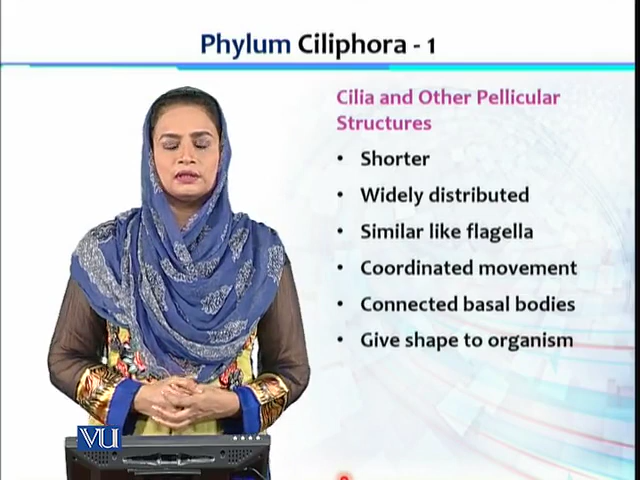 Phylum Ciliphora - 1
Cilia and Other Pellicular
Structures
• Shorter
• Widely distributed
• Similar like flagella
• Coordinated movement
• Connected basal bodies
• Give shape to organism
VU